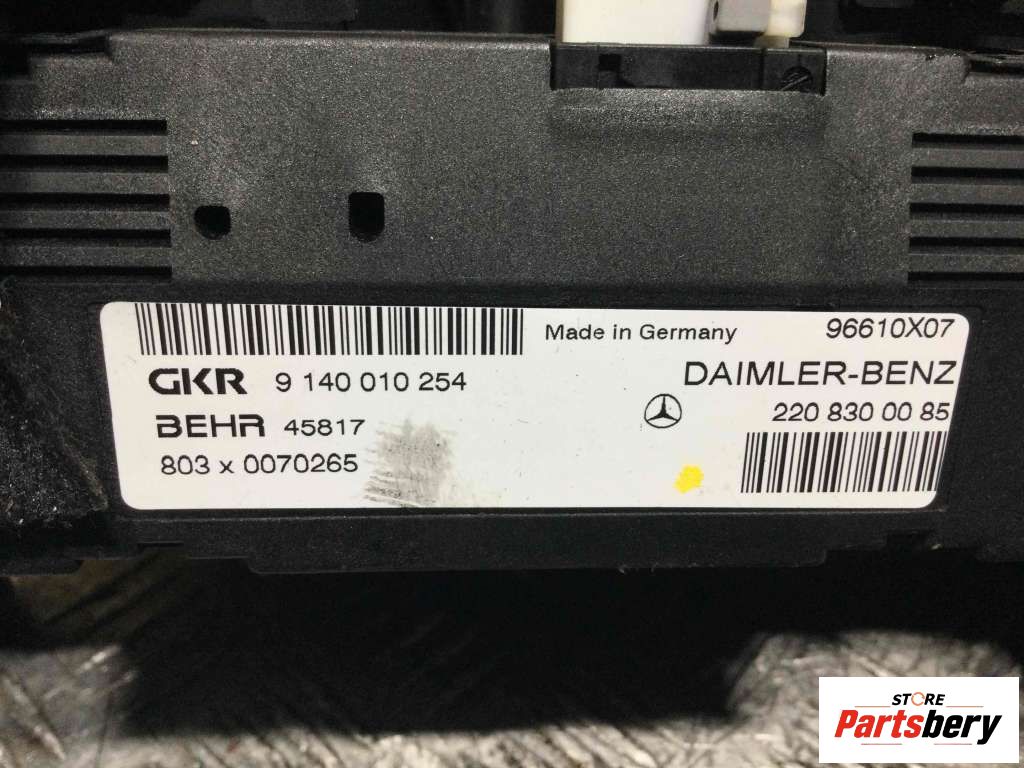 Made in Germany
96610X07
GKR 9 140 010 254
DAIMLER-BENZ
BEHR 45817
220 830 00 85
803 x 0070265
STORE
Partsbery